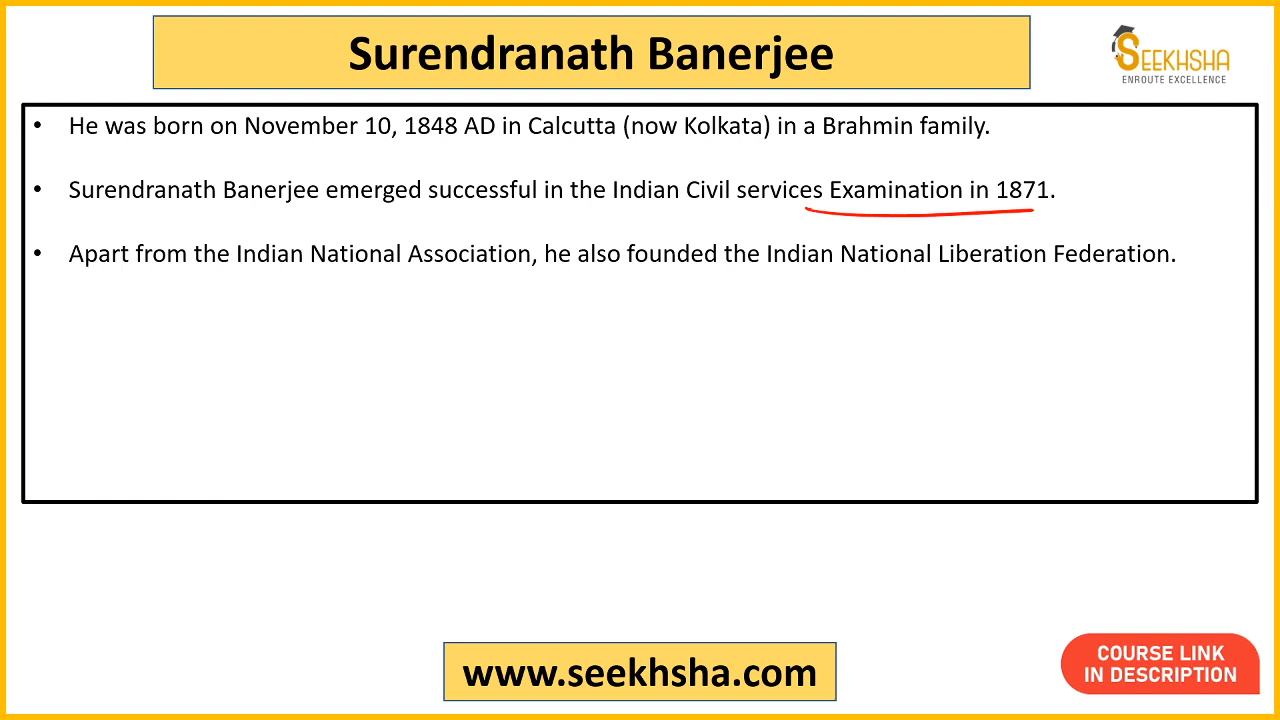 Surendranath Banerjee
SEEKHSHA
ENROUTE EXCELLENCE
• He was born on November 10, 1848 AD in Calcutta (now Kolkata) in a Brahmin family.
• Surendranath Banerjee emerged successful in the Indian Civil services Examination in 1871.
• Apart from the Indian National Association, he also founded the Indian National Liberation Federation.
www.seekhsha.com
COURSE LINK
IN DESCRIPTION